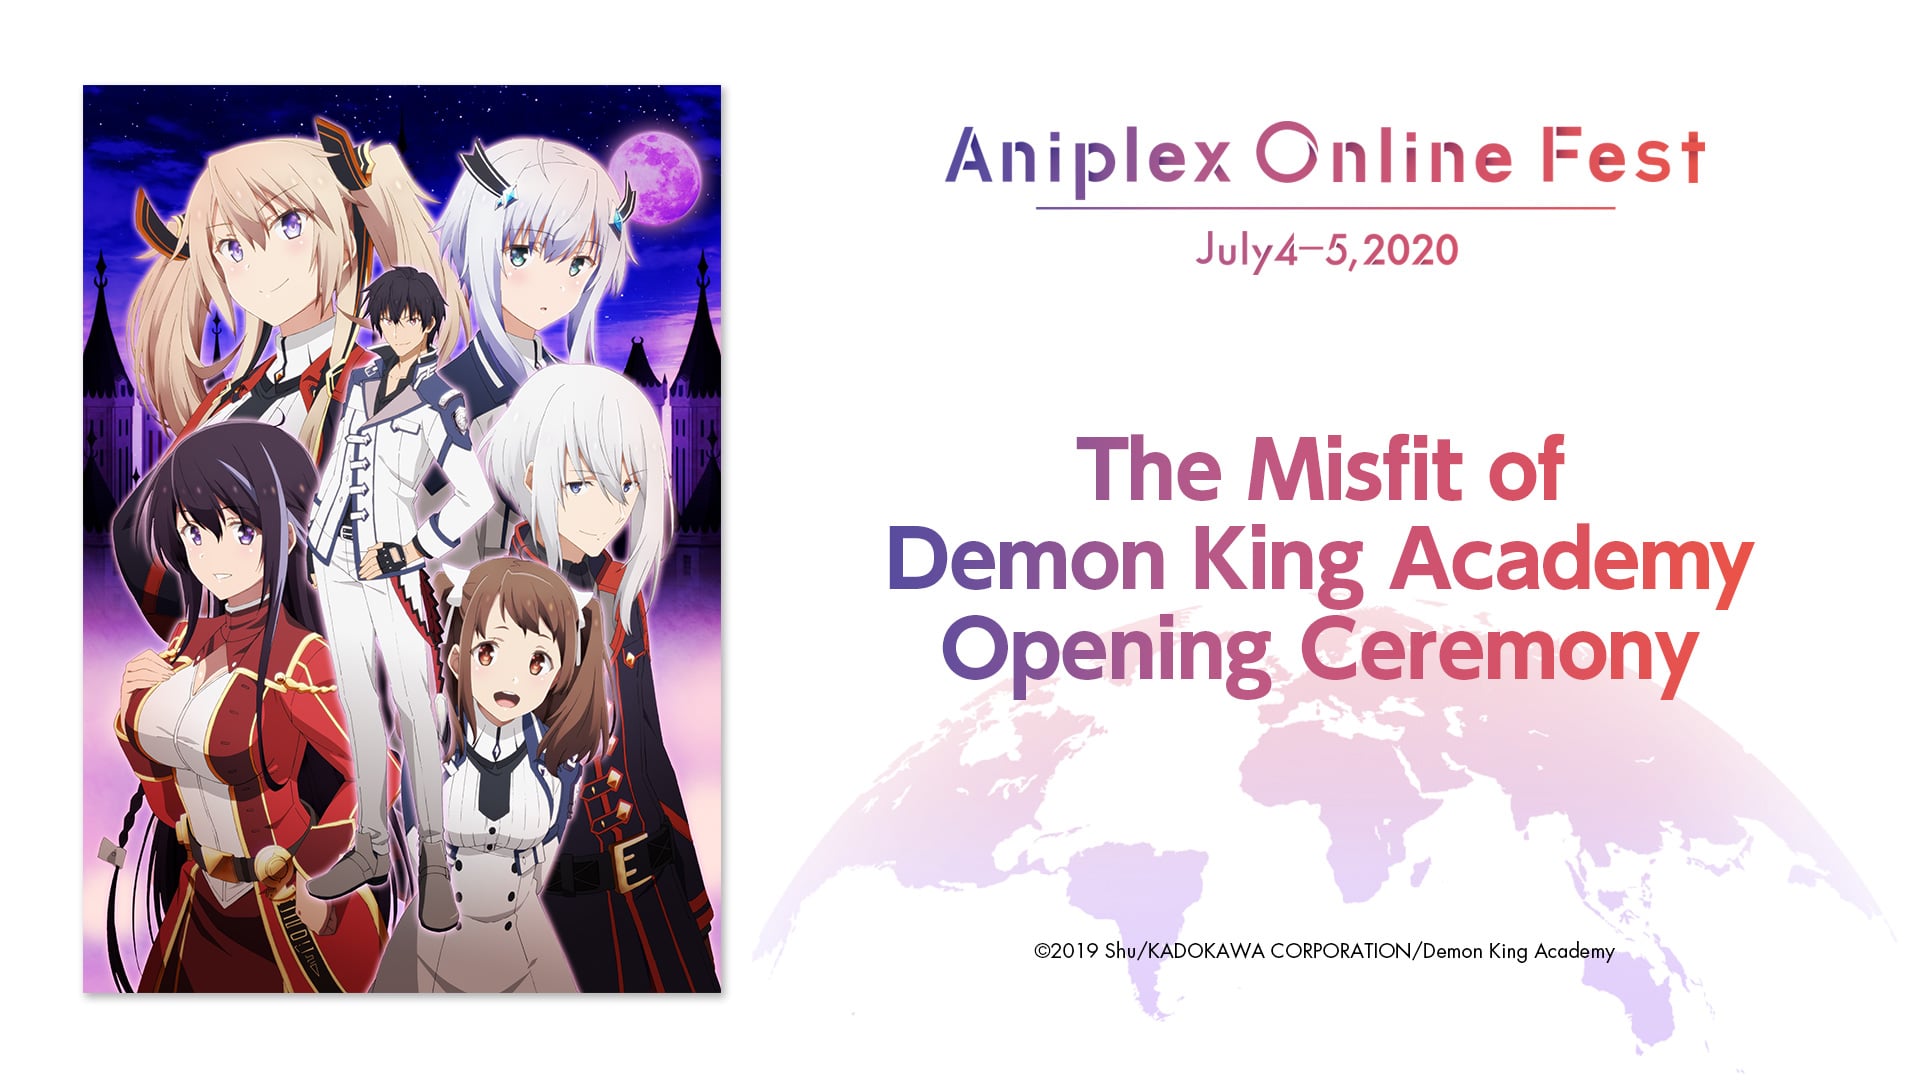 Aniplex Online Fest
July4–5,2020
The Misfit of
Demon King Academy
Opening Ceremony
©2019 Shu/KADOKAWA CORPORATION/Demon King Academy